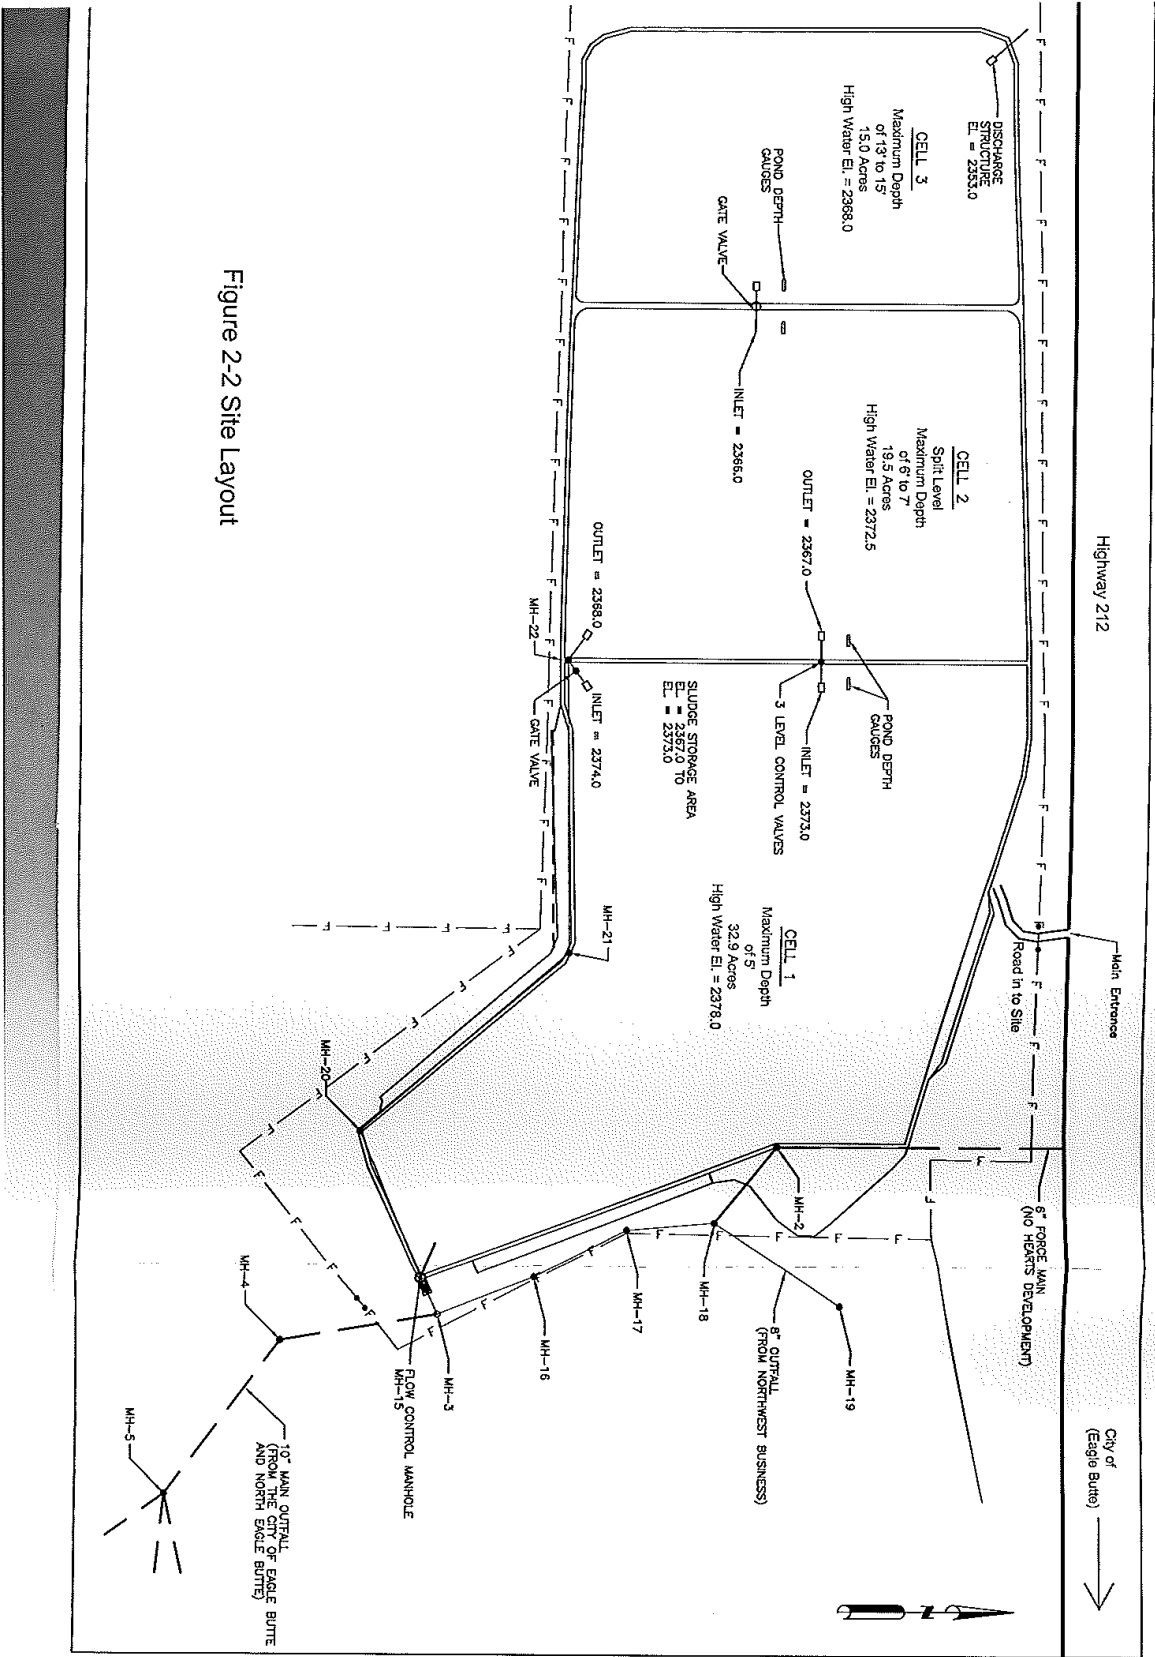 Highway 212
City of
(Eagle Butte)
Main Entrance
Road in to Site
DISCHARGE
STRUCTURE
EL = 2353.0
CELL 3
Maximum Depth
of 13' to 15'
15.0 Acres
High Water El. = 2368.0
POND DEPTH
GAUGES
GATE VALVE
INLET = 2366.0
CELL 2
Split Level
Maximum Depth
of 6' to 7'
19.5 Acres
High Water El. = 2372.5
OUTLET = 2367.0
POND DEPTH
GAUGES
INLET = 2373.0
3 LEVEL CONTROL VALVES
OUTLET = 2368.0
MH-22
INLET = 2374.0
GATE VALVE
SLUDGE STORAGE AREA
EL. = 2367.0 TO
EL. = 2373.0
CELL 1
Maximum Depth
of 5'
32.9 Acres
High Water El. = 2378.0
MH-21
MH-20
6" FORCE MAIN
(NO HEARTS DEVELOPMENT)
MH-2
MH-18
MH-19
8" OUTFALL
(FROM NORTHWEST BUSINESS)
MH-17
MH-16
MH-3
FLOW CONTROL MANHOLE
MH-15
MH-4
10" MAIN OUTFALL
(FROM THE CITY OF EAGLE BUTTE
AND NORTH EAGLE BUTTE)
MH-5
N
F F F F F F F F F F F F F F F F F F
Figure 2-2 Site Layout